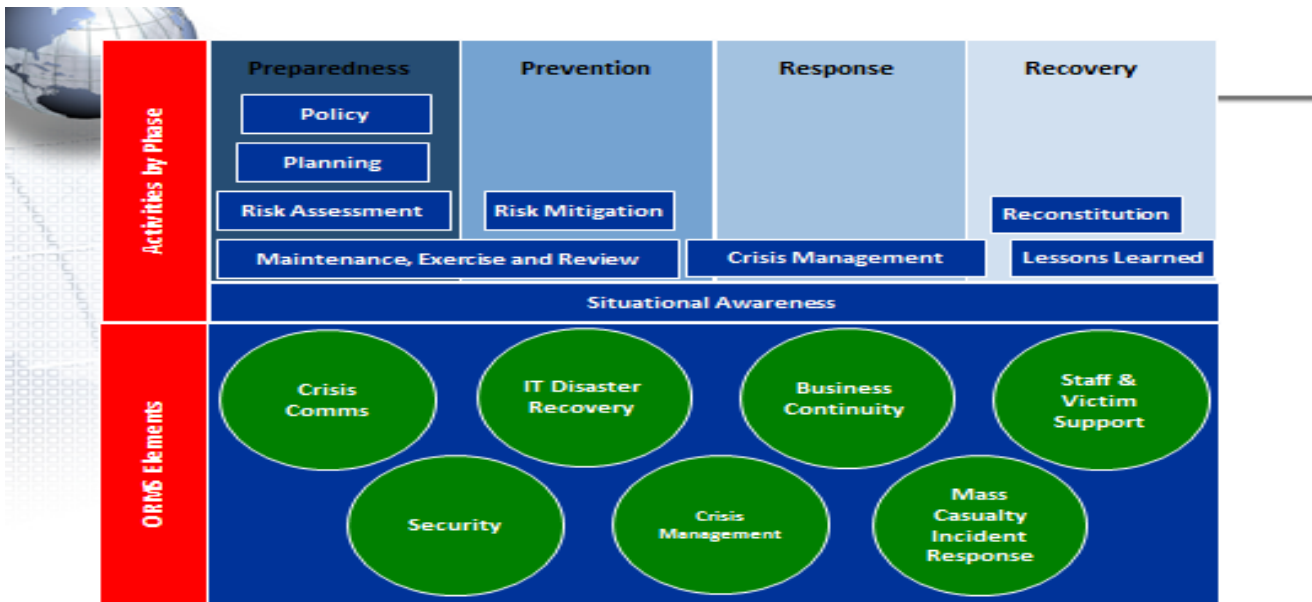 Preparedness
Prevention
Response
Recovery
Activities by Phase
Policy
Planning
Risk Assessment
Risk Mitigation
Reconstitution
Maintenance, Exercise and Review
Crisis Management
Lessons Learned
Situational Awareness
ORMS Elements
Crisis
Comms
IT Disaster
Recovery
Business
Continuity
Staff &
Victim
Support
Security
Crisis
Management
Mass
Casualty
Incident
Response